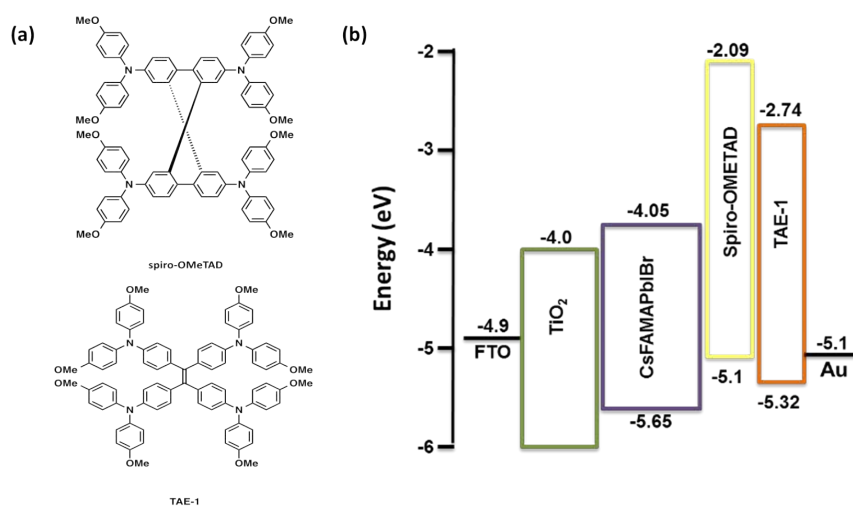 (a)
MeO
OMe
N
N
MeO
OMe
MeO
OMe
N
N
MeO
OMe
spiro-OMeTAD
OMe
OMe
N
N
OMe
OMe
OMe
OMe
N
N
OMe
OMe
TAE-1
(b)
Energy (eV)
-2
-3
-4
-5
-6
-4.9
FTO
-4.0
TiO2
-4.05
CsFAMAPbIBr
-5.65
-2.09
Spiro-OMETAD
-5.1
-2.74
TAE-1
-5.32
-5.1
Au